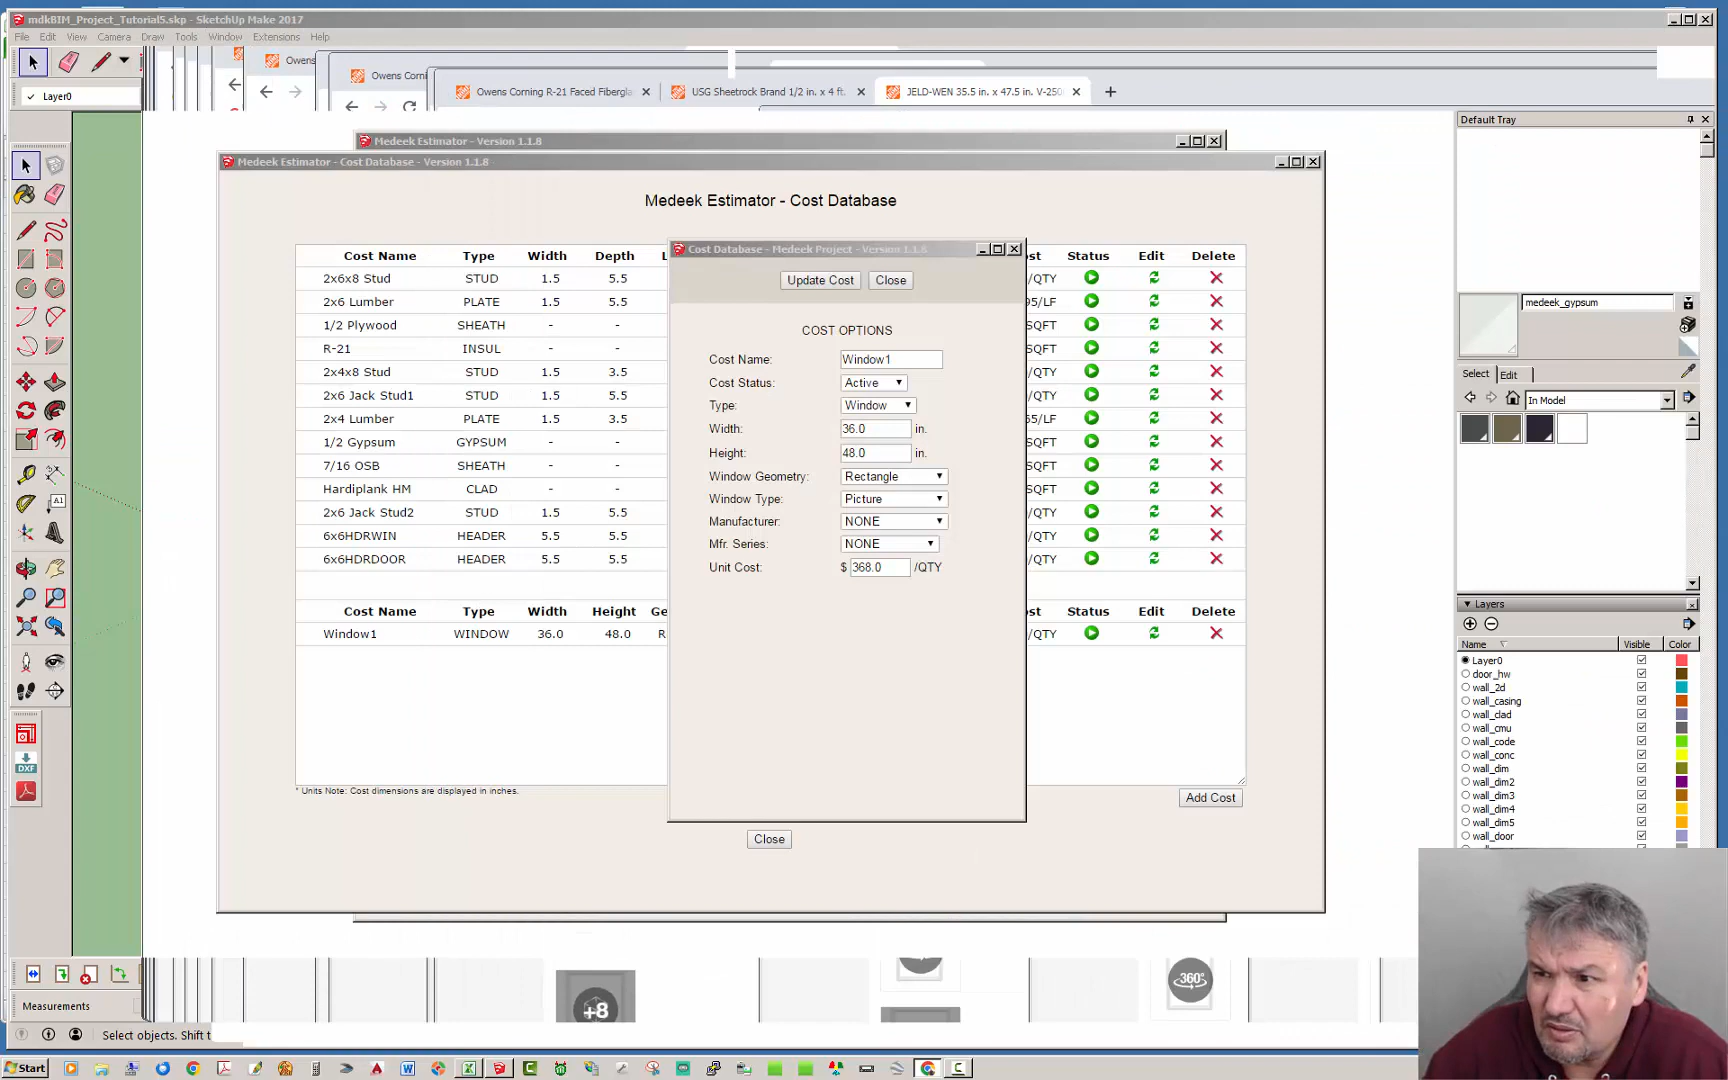 mdkBIM_Project_Tutorial5.skp - SketchUp Make 2017
File Edit View Camera Draw Tools Window Extensions Help
Owens
Owens Corni
Owens Corning R-21 Faced Fibergla
USG Sheetrock Brand 1/2 in. x 4 ft.
JELD-WEN 35.5 in. x 47.5 in. V-250
Layer0
Default Tray
Medeek Estimator - Version 1.1.8
Medeek Estimator - Cost Database - Version 1.1.8
Medeek Estimator - Cost Database
Cost Name Type Width Depth L
st Status Edit Delete
2x6x8 Stud STUD 1.5 5.5 /QTY
2x6 Lumber PLATE 1.5 5.5 95/LF
1/2 Plywood SHEATH - - SQFT
R-21 INSUL - - SQFT
2x4x8 Stud STUD 1.5 3.5 /QTY
2x6 Jack Stud1 STUD 1.5 5.5 /QTY
2x4 Lumber PLATE 1.5 3.5 65/LF
1/2 Gypsum GYPSUM - - SQFT
7/16 OSB SHEATH - - SQFT
Hardiplank HM CLAD - - SQFT
2x6 Jack Stud2 STUD 1.5 5.5 /QTY
6x6HDRWIN HEADER 5.5 5.5 /QTY
6x6HDRDOOR HEADER 5.5 5.5 /QTY
Cost Name Type Width Height Ge
st Status Edit Delete
Window1 WINDOW 36.0 48.0 R /QTY
* Units Note: Cost dimensions are displayed in inches.
Add Cost
Close
Cost Database - Medeek Project - Version 1.1.8
Update Cost Close
COST OPTIONS
Cost Name: Window1
Cost Status: Active
Type: Window
Width: 36.0 in.
Height: 48.0 in.
Window Geometry: Rectangle
Window Type: Picture
Manufacturer: NONE
Mfr. Series: NONE
Unit Cost: $ 368.0 /QTY
medeek_gypsum
Select Edit
In Model
Layers
Name Visible Color
Layer0
door_hw
wall_2d
wall_casing
wall_clad
wall_cmu
wall_code
wall_conc
wall_dim
wall_dim2
wall_dim3
wall_dim4
wall_dim5
wall_door
A1
DXF
+8
360°
Measurements
Select objects. Shift t
Start